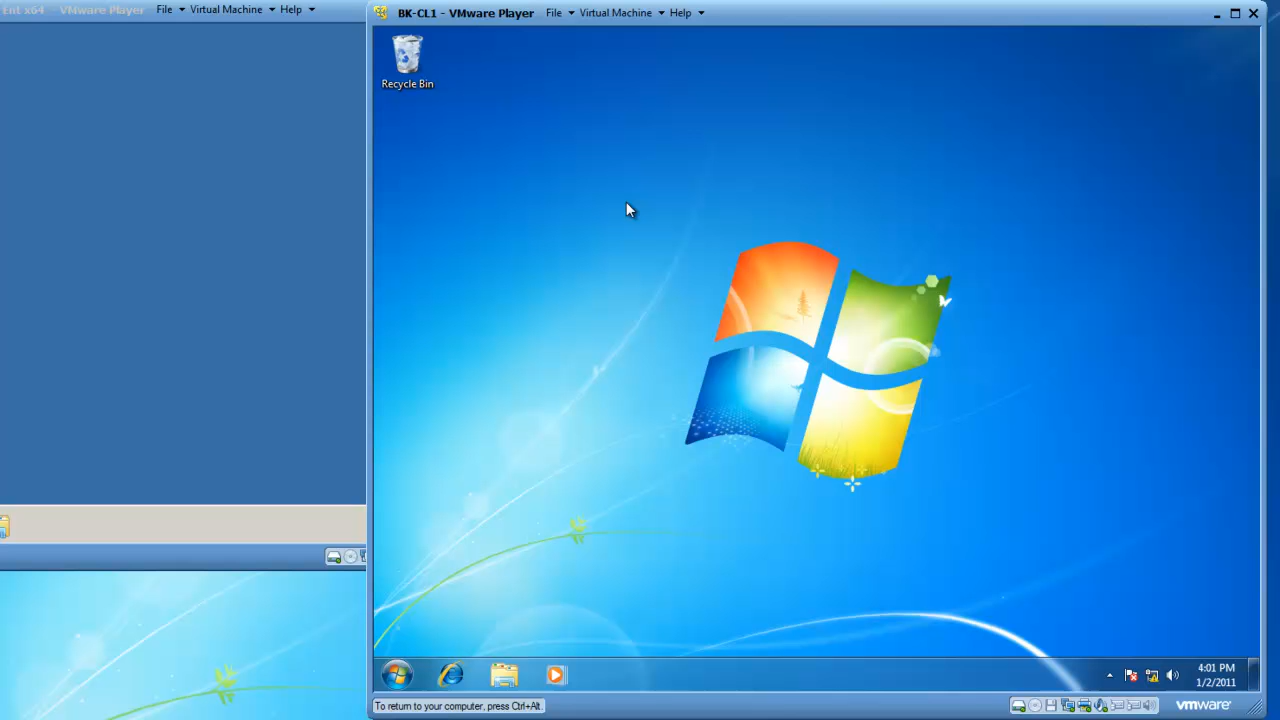 Ent x64 - VMware Player File Virtual Machine Help
BK-CL1 - VMware Player File Virtual Machine Help
Recycle Bin
4:01 PM
1/2/2011
To return to your computer, press Ctrl+Alt.
vmware